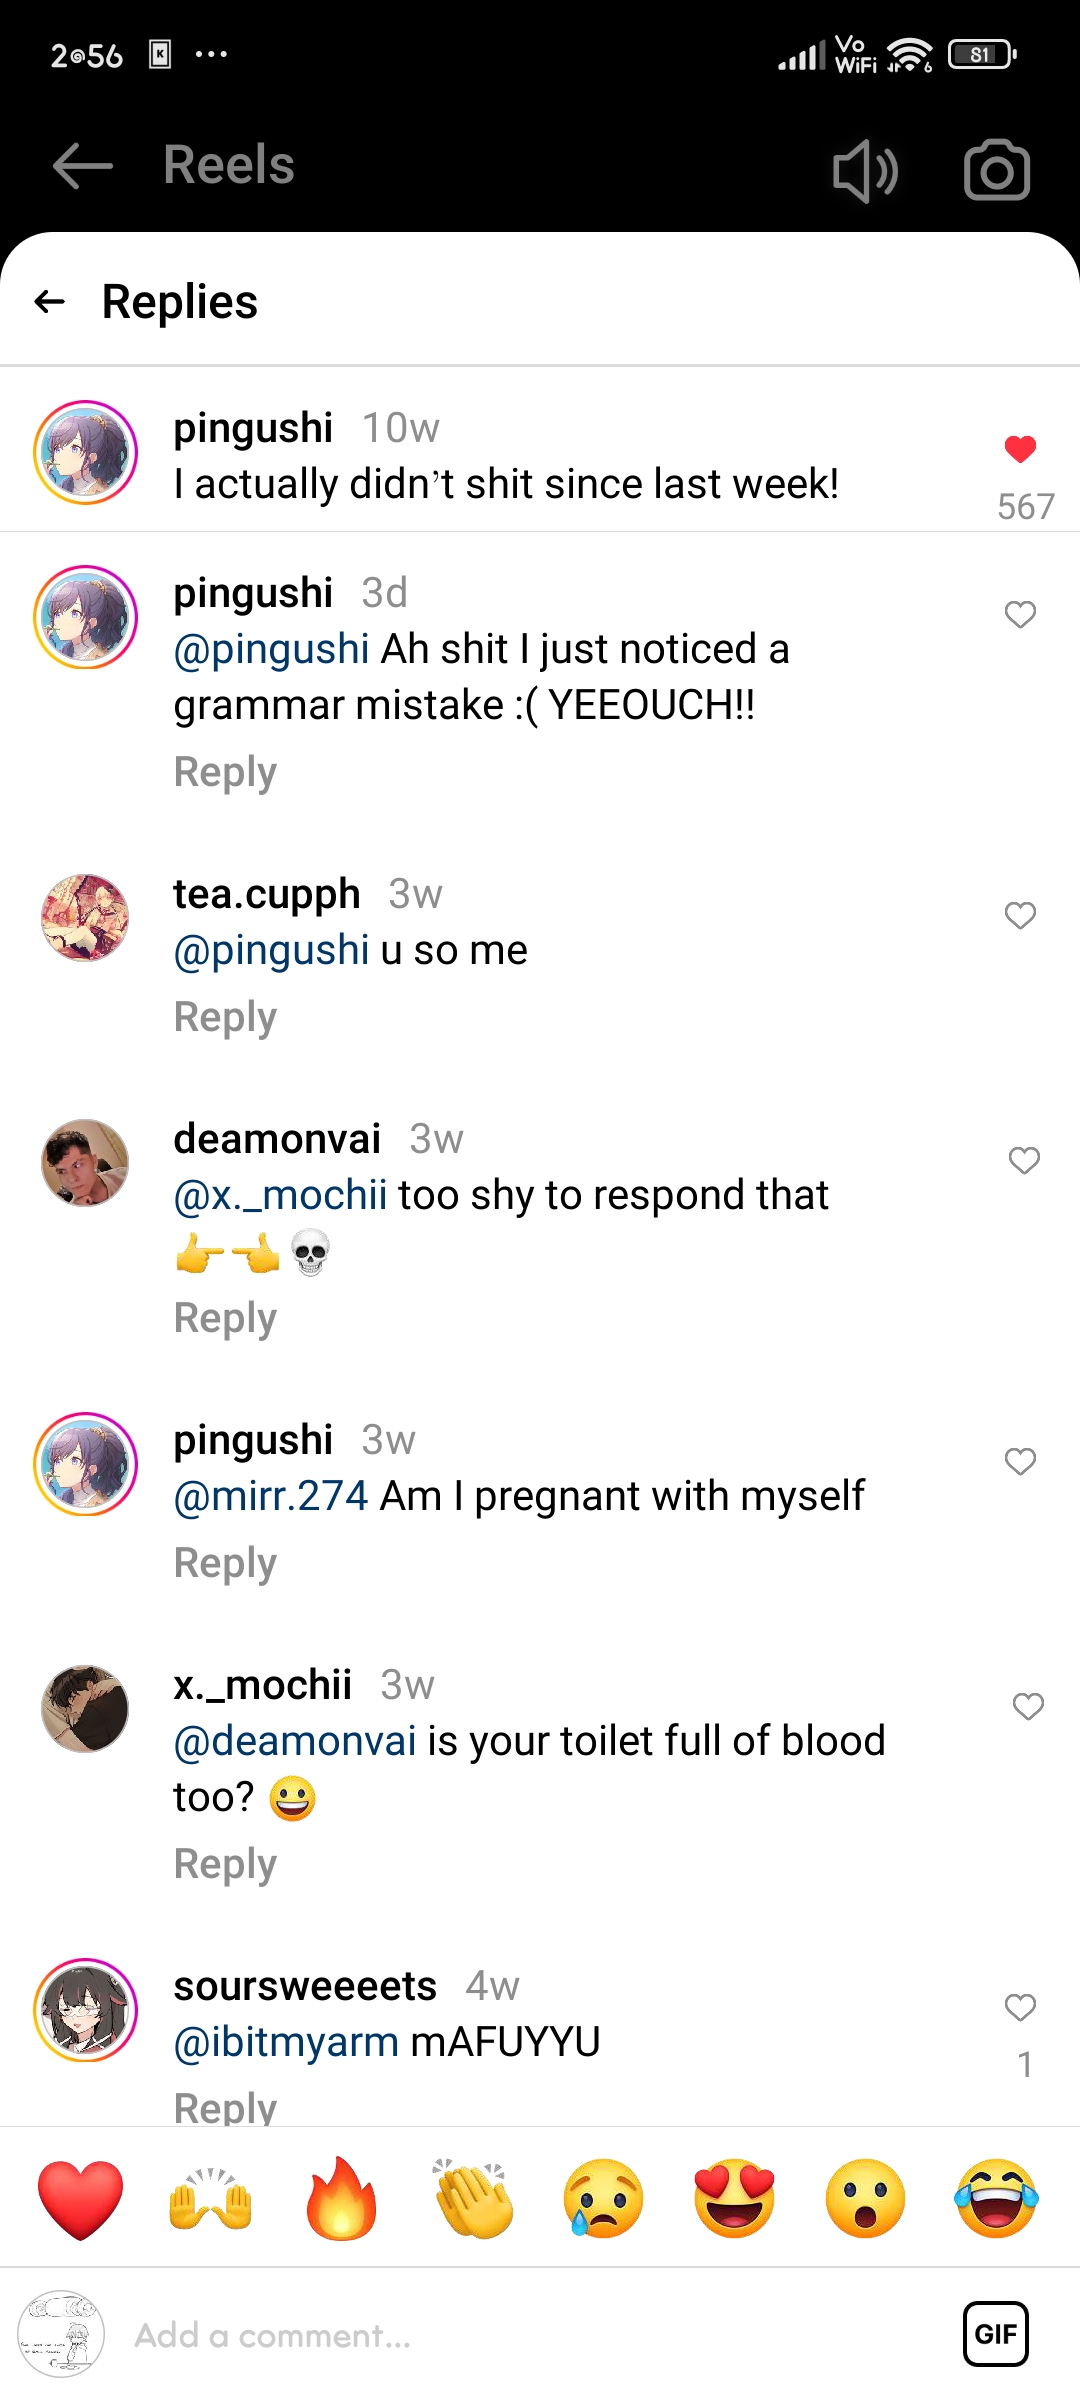 2:56
Vo
WiFi
6
81
Reels
Replies
pingushi 10w
I actually didn't shit since last week!
567
pingushi 3d
@pingushi Ah shit I just noticed a
grammar mistake :( YEEOUCH!!
Reply
tea.cupph 3w
@pingushi u so me
Reply
deamonvai 3w
@x._mochii too shy to respond that
👉👈💀
Reply
pingushi 3w
@mirr.274 Am I pregnant with myself
Reply
x._mochii 3w
@deamonvai is your toilet full of blood
too? 😀
Reply
soursweeeets 4w
@ibitmyarm mAFUYYU
1
Reply
Add a comment...
GIF